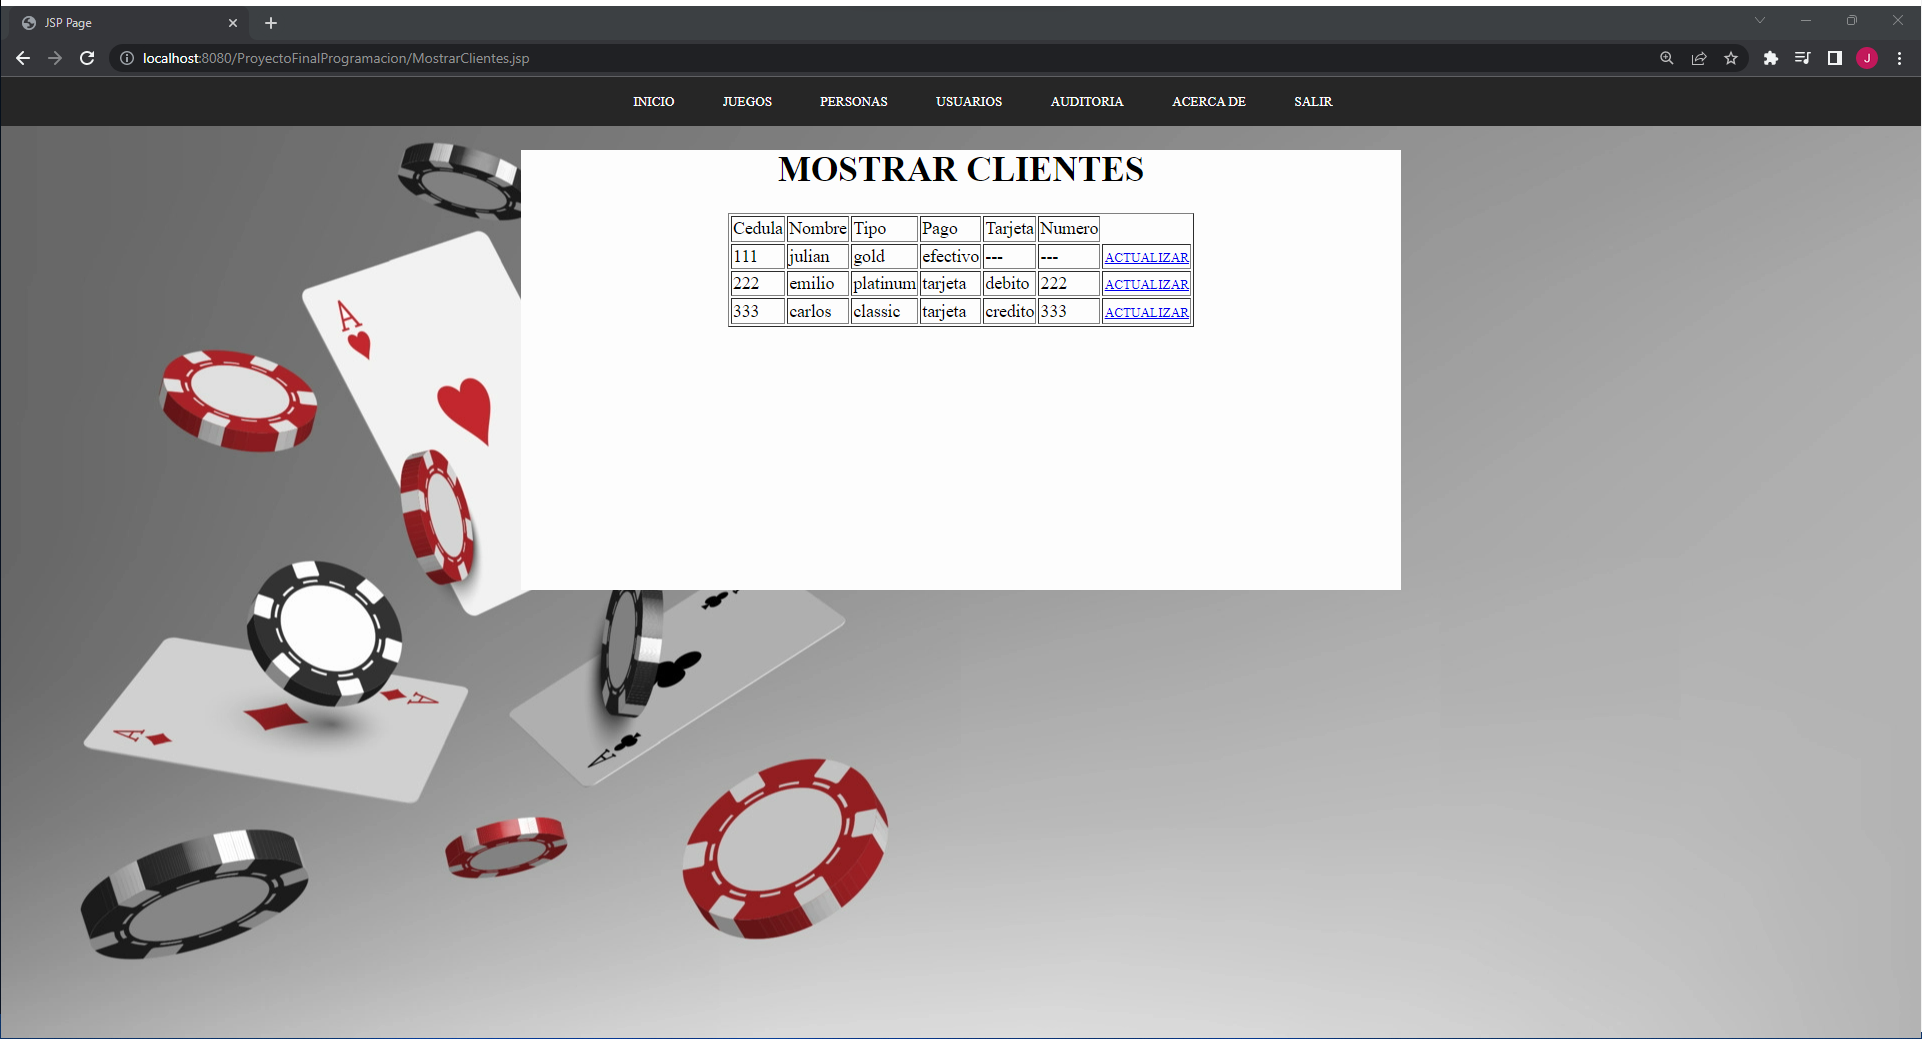 JSP Page
localhost:8080/ProyectoFinalProgramacion/MostrarClientes.jsp
J
INICIO JUEGOS PERSONAS USUARIOS AUDITORIA ACERCA DE SALIR
MOSTRAR CLIENTES
Cedula Nombre Tipo Pago Tarjeta Numero
111 julian gold efectivo --- --- ACTUALIZAR
222 emilio platinum tarjeta debito 222 ACTUALIZAR
333 carlos classic tarjeta credito 333 ACTUALIZAR
A
A
A
A